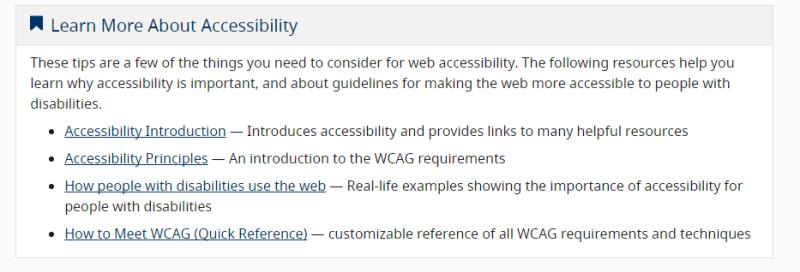 Learn More About Accessibility
These tips are a few of the things you need to consider for web accessibility. The following resources help you
learn why accessibility is important, and about guidelines for making the web more accessible to people with
disabilities.
• Accessibility Introduction — Introduces accessibility and provides links to many helpful resources
• Accessibility Principles — An introduction to the WCAG requirements
• How people with disabilities use the web — Real-life examples showing the importance of accessibility for
people with disabilities
• How to Meet WCAG (Quick Reference) — customizable reference of all WCAG requirements and techniques